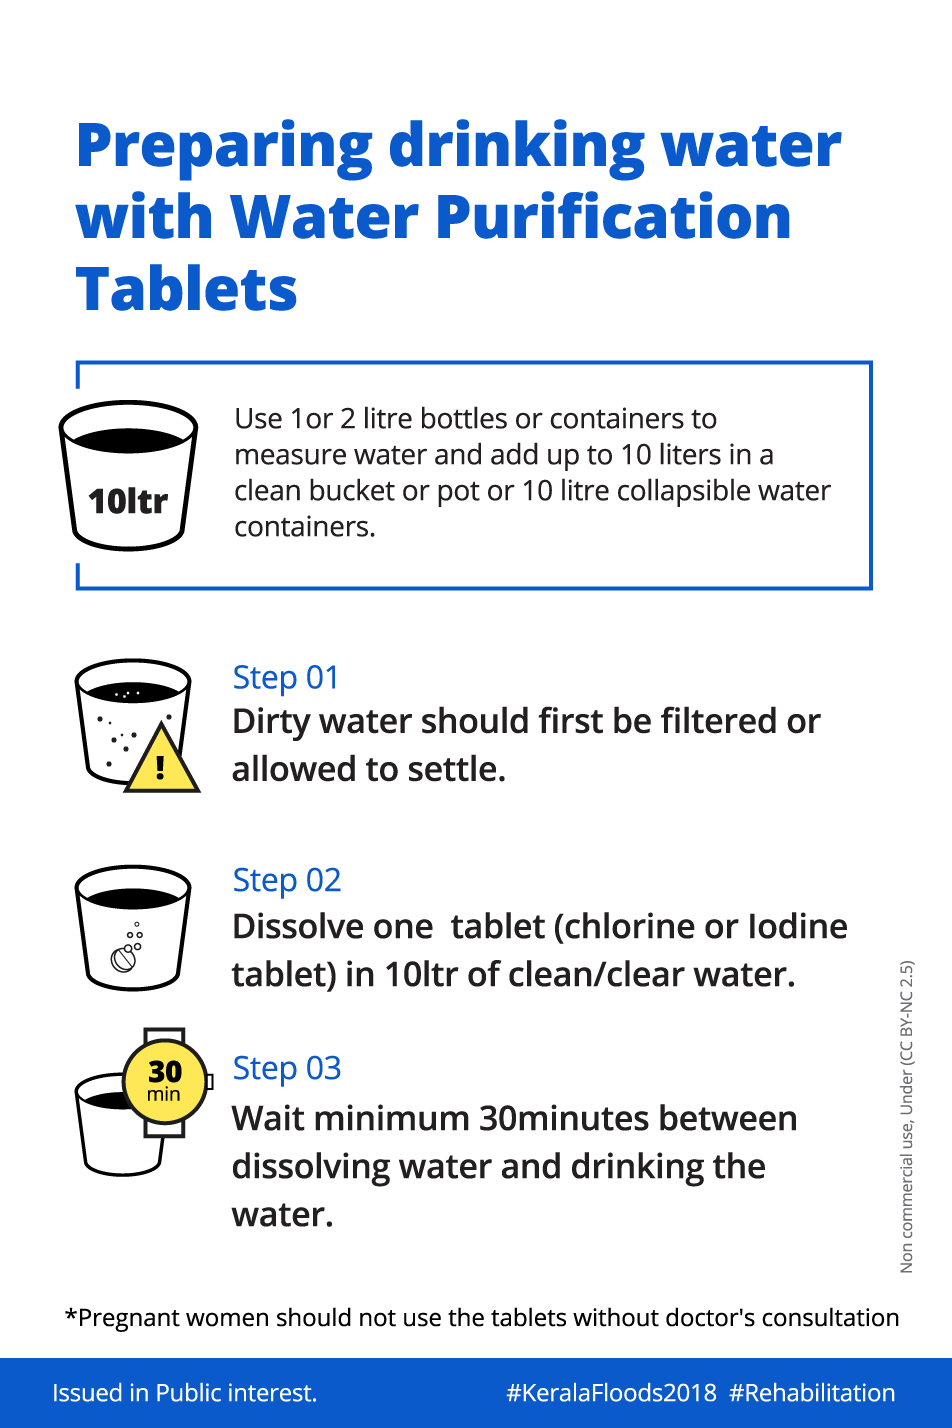 Preparing drinking water
with Water Purification
Tablets
Use 1or 2 litre bottles or containers to
measure water and add up to 10 liters in a
clean bucket or pot or 10 litre collapsible water
containers.
10ltr
Step 01
Dirty water should first be filtered or
allowed to settle.
!
Step 02
Dissolve one  tablet (chlorine or Iodine
tablet) in 10ltr of clean/clear water.
30
min
Step 03
Wait minimum 30minutes between
dissolving water and drinking the
water.
Non commercial use, Under (CC BY-NC 2.5)
*Pregnant women should not use the tablets without doctor's consultation
Issued in Public interest.
#KeralaFloods2018  #Rehabilitation